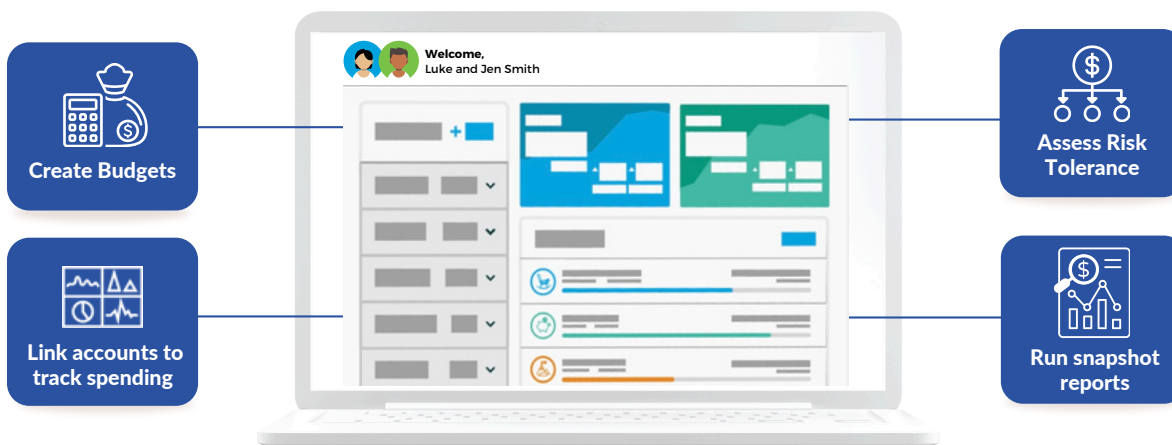 Welcome,
Luke and Jen Smith
Create Budgets
Link accounts to
track spending
Assess Risk
Tolerance
Run snapshot
reports